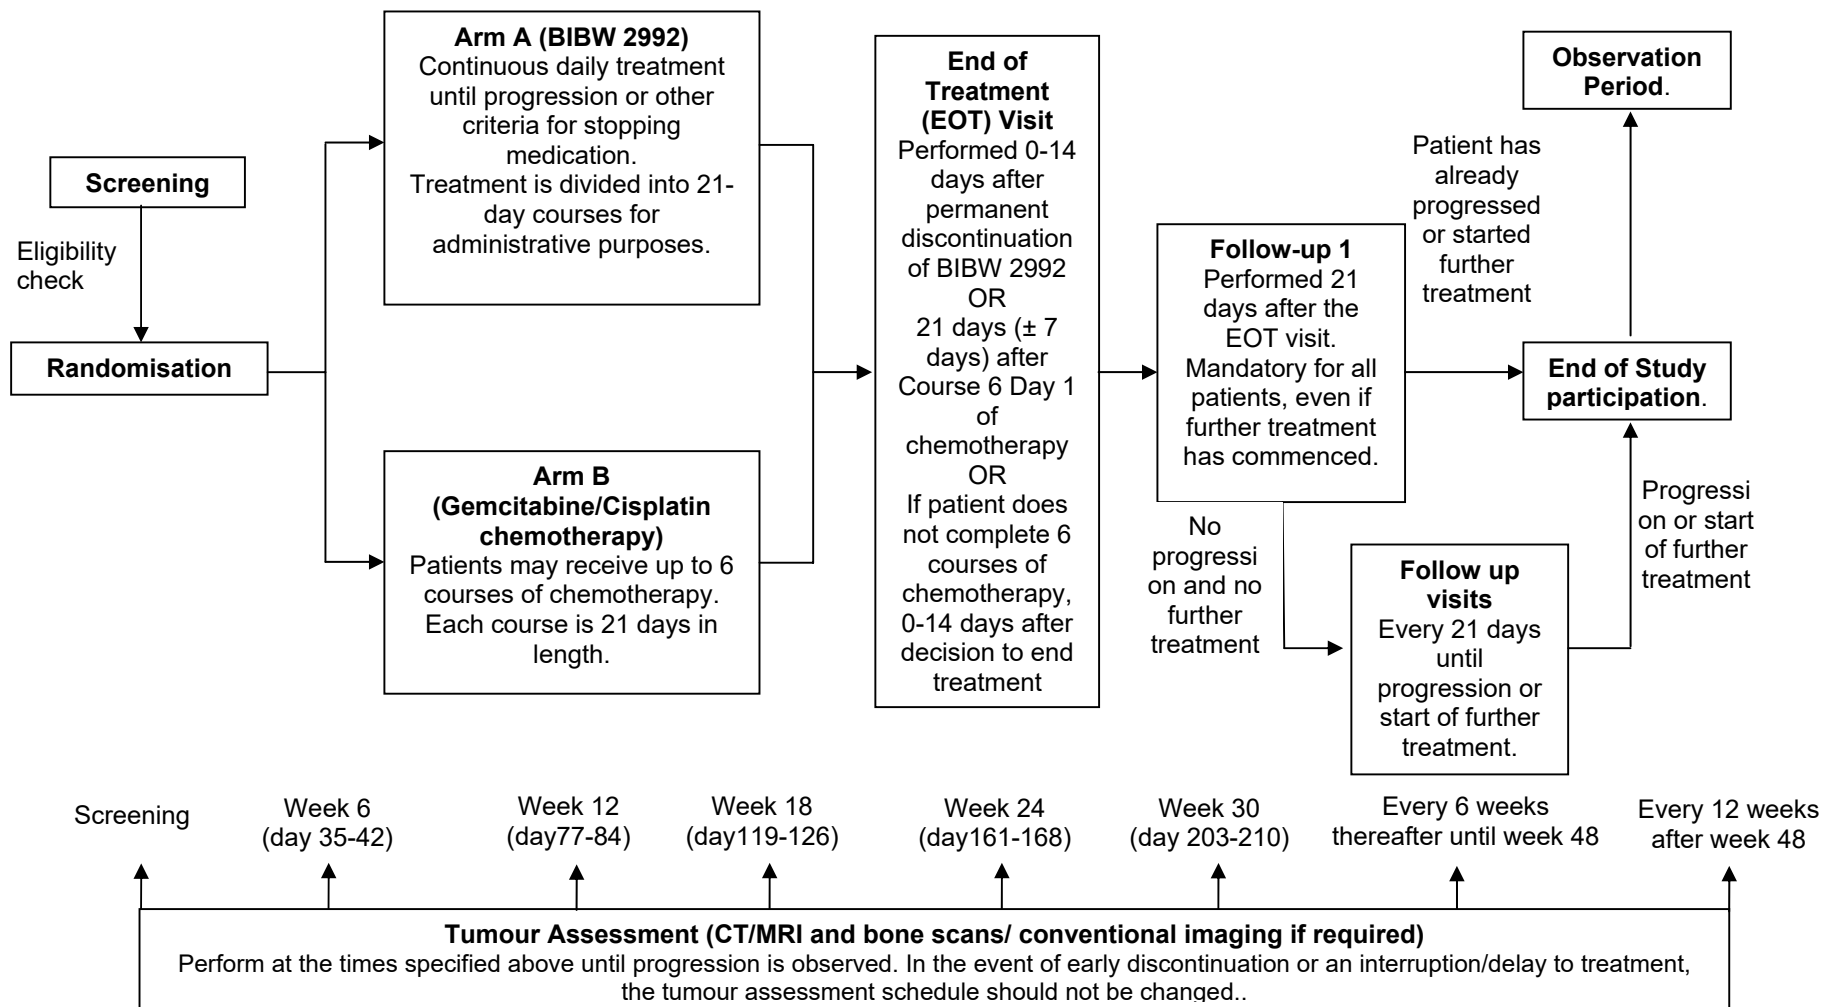 Screening
Eligibility
check
Randomisation
Arm A (BIBW 2992)
Continuous daily treatment
until progression or other
criteria for stopping
medication.
Treatment is divided into 21-
day courses for
administrative purposes.
Arm B
(Gemcitabine/Cisplatin
chemotherapy)
Patients may receive up to 6
courses of chemotherapy.
Each course is 21 days in
length.
End of
Treatment
(EOT) Visit
Performed 0-14
days after
permanent
discontinuation
of BIBW 2992
OR
21 days (± 7
days) after
Course 6 Day 1
of
chemotherapy
OR
If patient does
not complete 6
courses of
chemotherapy,
0-14 days after
decision to end
treatment
Follow-up 1
Performed 21
days after the
EOT visit.
Mandatory for all
patients, even if
further treatment
has commenced.
No
progressi
on and no
further
treatment
Follow up
visits
Every 21 days
until
progression or
start of further
treatment.
Progressi
on or start
of further
treatment
Patient has
already
progressed
or started
further
treatment
End of Study
participation.
Observation
Period.
Screening
Week 6
(day 35-42)
Week 12
(day77-84)
Week 18
(day119-126)
Week 24
(day161-168)
Week 30
(day 203-210)
Every 6 weeks
thereafter until week 48
Every 12 weeks
after week 48
Tumour Assessment (CT/MRI and bone scans/ conventional imaging if required)
Perform at the times specified above until progression is observed. In the event of early discontinuation or an interruption/delay to treatment,
the tumour assessment schedule should not be changed..